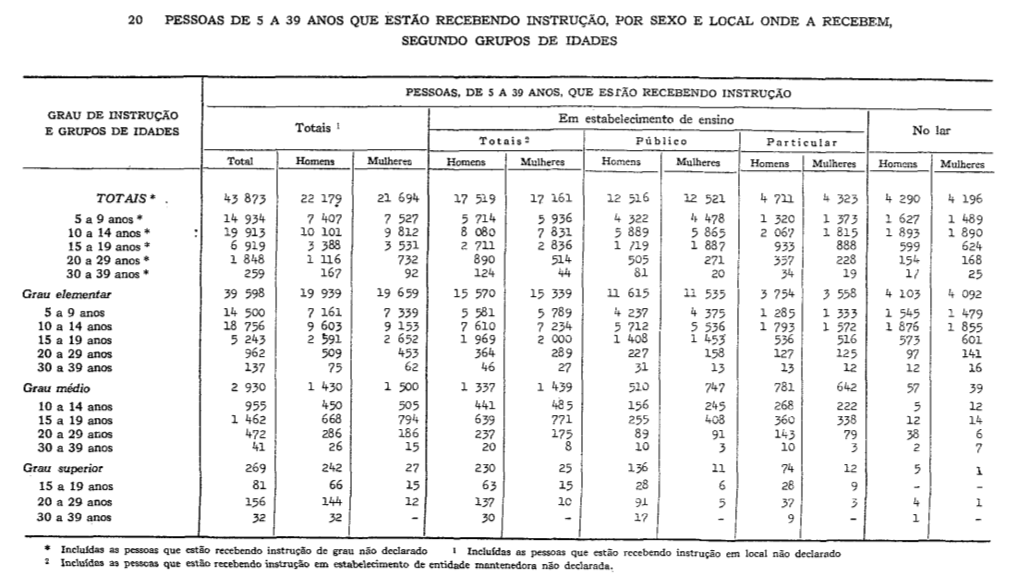 20 PESSOAS DE 5 A 39 ANOS QUE ESTÃO RECEBENDO INSTRUÇÃO, POR SEXO E LOCAL ONDE A RECEBEM,
SEGUNDO GRUPOS DE IDADES
GRAU DE INSTRUÇÃO
E GRUPOS DE IDADES
PESSOAS, DE 5 A 39 ANOS, QUE ESTÃO RECEBENDO INSTRUÇÃO
Totais ¹
Em estabelecimento de ensino
No lar
Totais ²
Público
Particular
Total Homens Mulheres Homens Mulheres Homens Mulheres Homens Mulheres Homens Mulheres
TOTAIS * . 43 873 22 179 21 694 17 519 17 161 12 516 12 521 4 711 4 323 4 290 4 196
5 a 9 anos * 14 934 7 407 7 527 5 714 5 936 4 322 4 478 1 320 1 373 1 627 1 489
10 a 14 anos * : 19 913 10 101 9 812 8 080 7 831 5 889 5 865 2 067 1 815 1 893 1 890
15 a 19 anos * 6 919 3 388 3 531 2 711 2 836 1 719 1 887 933 888 599 624
20 a 29 anos * 1 848 1 116 732 890 514 505 271 357 228 154 168
30 a 39 anos * 259 167 92 124 44 81 20 34 19 17 25
Grau elementar 39 598 19 939 19 659 15 570 15 339 11 615 11 535 3 754 3 558 4 103 4 092
5 a 9 anos 14 500 7 161 7 339 5 581 5 789 4 237 4 375 1 285 1 333 1 545 1 479
10 a 14 anos 18 756 9 603 9 153 7 610 7 234 5 712 5 536 1 793 1 572 1 876 1 855
15 a 19 anos 5 243 2 591 2 652 1 969 2 000 1 408 1 453 536 516 573 601
20 a 29 anos 962 509 453 364 289 227 158 127 125 97 141
30 a 39 anos 137 75 62 46 27 31 13 13 12 12 16
Grau médio 2 930 1 430 1 500 1 337 1 439 510 747 781 642 57 39
10 a 14 anos 955 450 505 441 485 156 245 268 222 5 12
15 a 19 anos 1 462 668 794 639 771 255 408 360 338 12 14
20 a 29 anos 472 286 186 237 175 89 91 143 79 38 6
30 a 39 anos 41 26 15 20 8 10 3 10 3 2 7
Grau superior 269 242 27 230 25 136 11 74 12 5 1
15 a 19 anos 81 66 15 63 15 28 6 28 9 - -
20 a 29 anos 156 144 12 137 10 91 5 37 3 4 1
30 a 39 anos 32 32 - 30 - 17 - 9 - 1 -
* Incluídas as pessoas que estão recebendo instrução de grau não declarado ¹ Incluídas as pessoas que estão recebendo instrução em local não declarado
² Incluídas as pessoas que estão recebendo instrução em estabelecimento de entidade mantenedora não declarada.